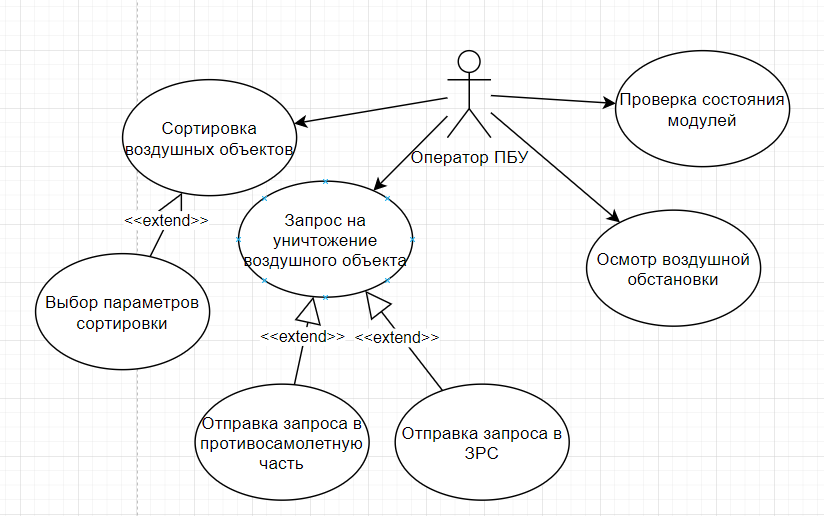 Проверка состояния
модулей
Сортировка
воздушных объектов
Оператор ПБУ
<<extend>>
Запрос на
уничтожение
воздушного объекта
Осмотр воздушной
обстановки
Выбор параметров
сортировки
<<extend>>
<<extend>>
Отправка запроса в
противосамолетную
часть
Отправка запроса в
ЗРС